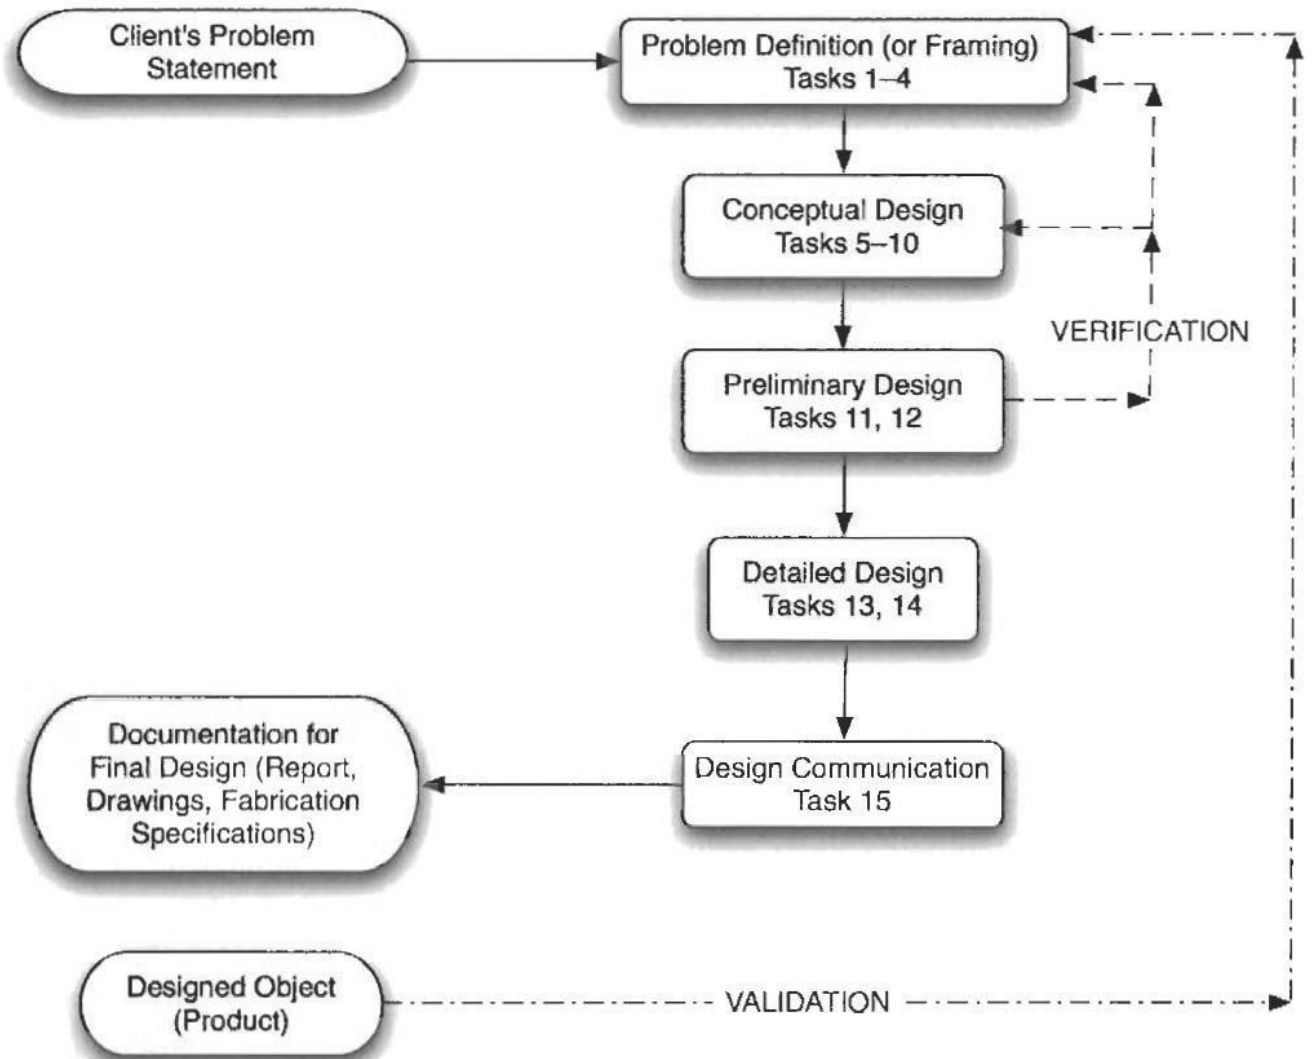 Client's Problem
Statement
Problem Definition (or Framing)
Tasks 1–4
Conceptual Design
Tasks 5–10
VERIFICATION
Preliminary Design
Tasks 11, 12
Detailed Design
Tasks 13, 14
Documentation for
Final Design (Report,
Drawings, Fabrication
Specifications)
Design Communication
Task 15
Designed Object
(Product)
VALIDATION